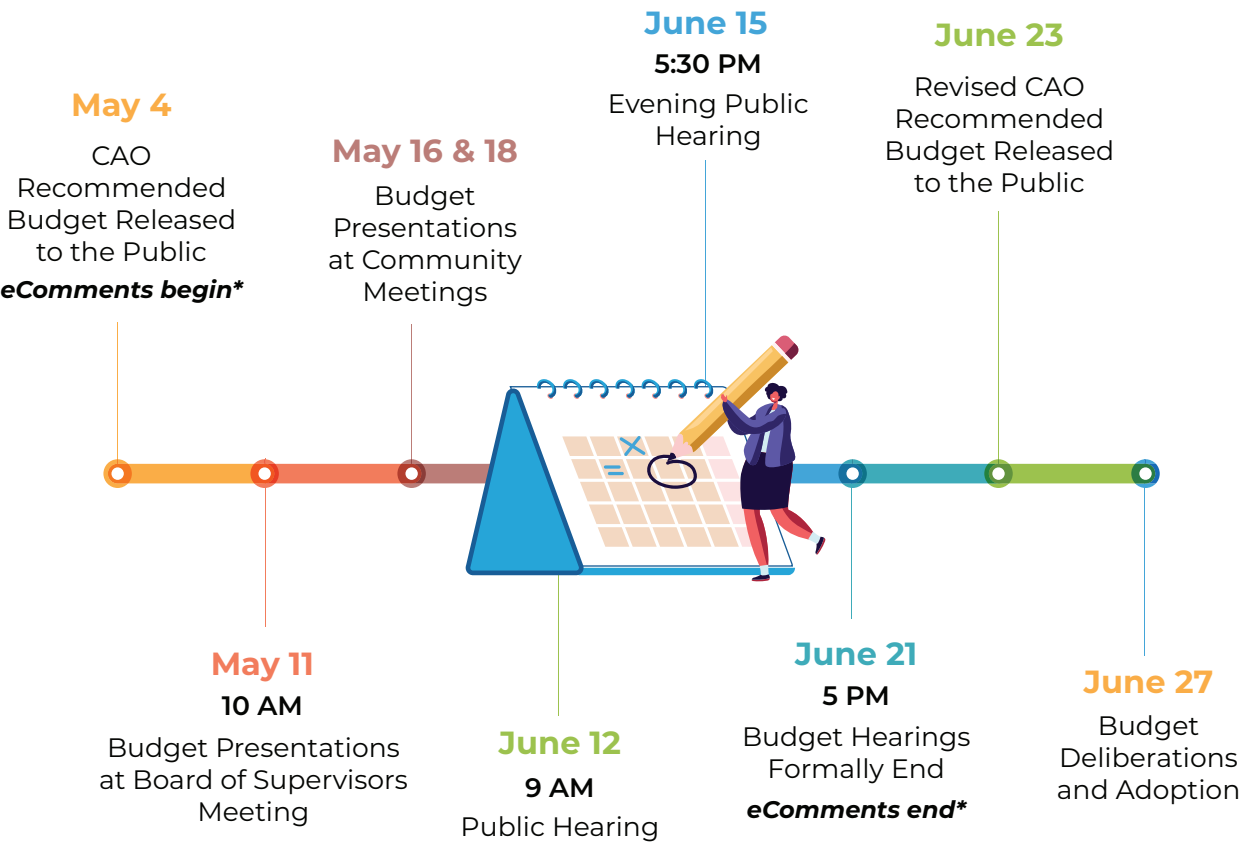 May 4
CAO
Recommended
Budget Released
to the Public
eComments begin*
May 11
10 AM
Budget Presentations
at Board of Supervisors
Meeting
May 16 & 18
Budget
Presentations
at Community
Meetings
June 12
9 AM
Public Hearing
June 15
5:30 PM
Evening Public
Hearing
June 21
5 PM
Budget Hearings
Formally End
eComments end*
June 23
Revised CAO
Recommended
Budget Released
to the Public
June 27
Budget
Deliberations
and Adoption